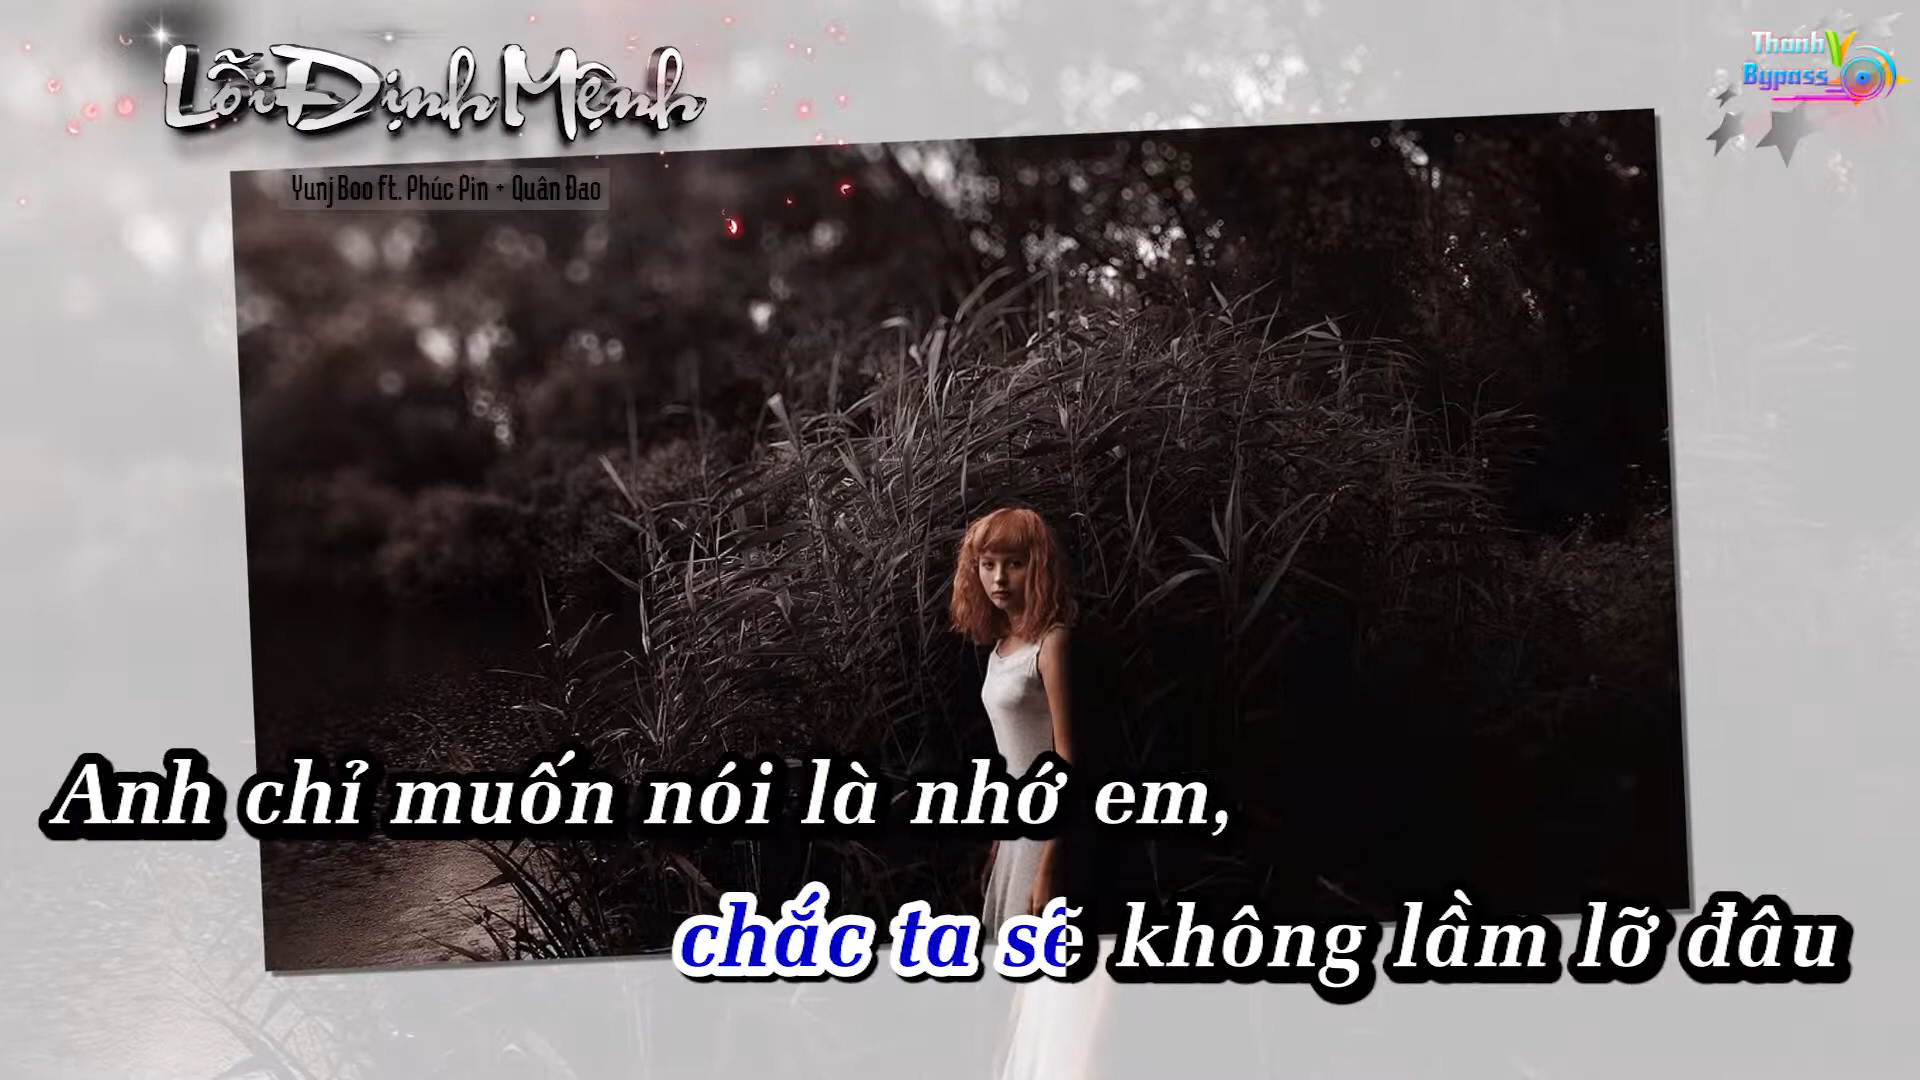 Lỗi Định Mệnh
Thanh V
Bypass
Yunj Boo ft. Phúc Pin + Quân Đao
Anh chỉ muốn nói là nhớ em,
chắc ta sẽ không lầm lỡ đâu